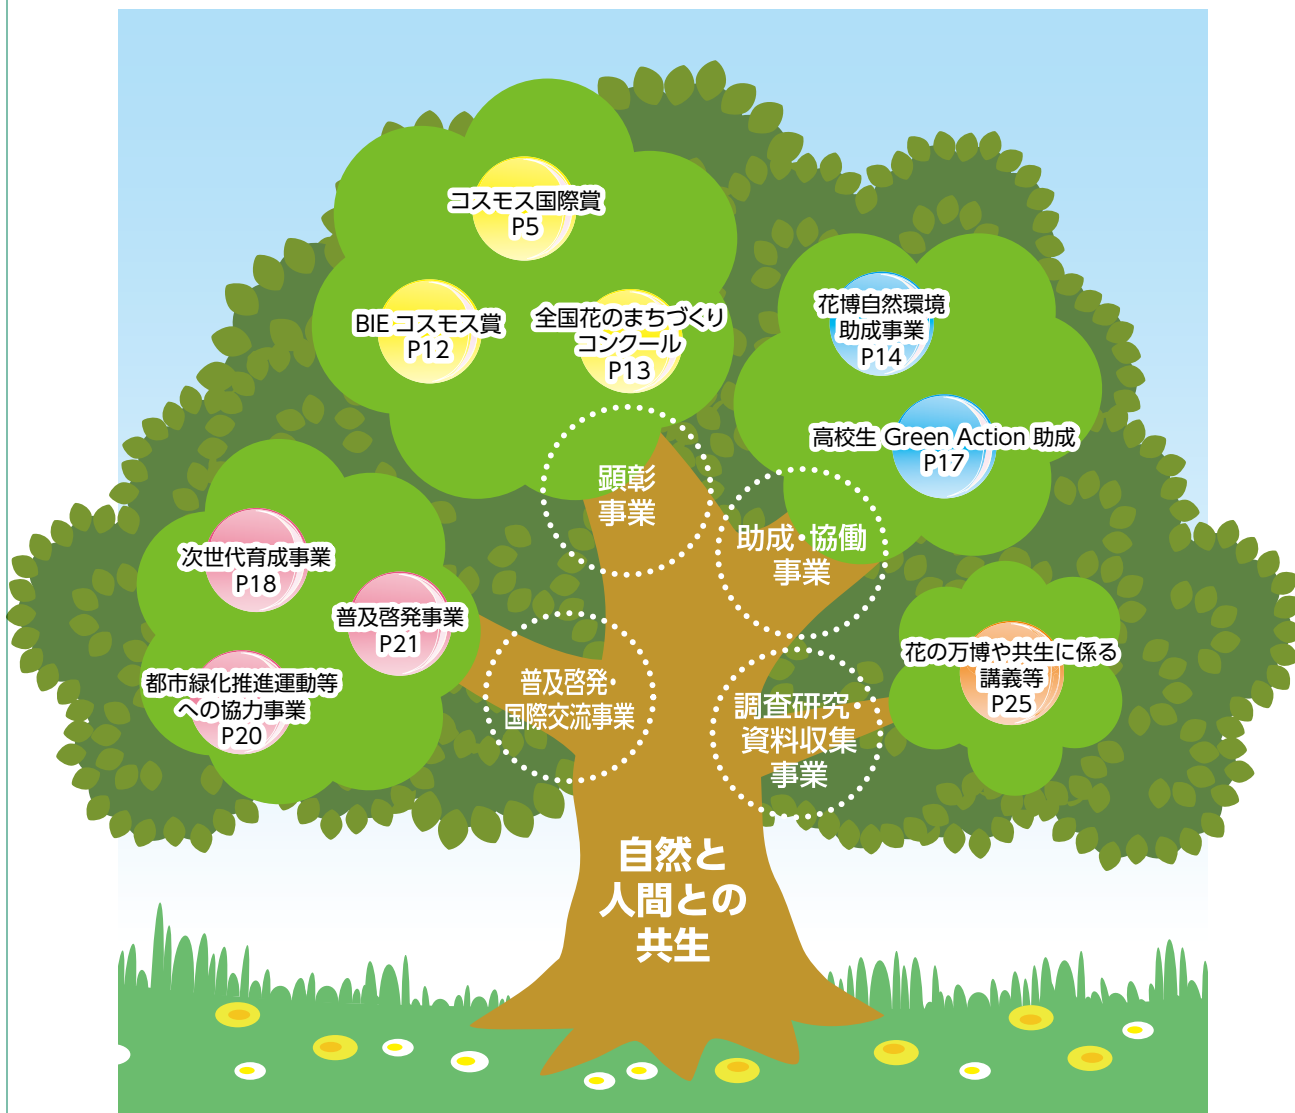 コスモス国際賞
P5
BIE コスモス賞
P12
全国花のまちづくり
コンクール
P13
花博自然環境
助成事業
P14
高校生 Green Action 助成
P17
顕彰
事業
助成・協働
事業
次世代育成事業
P18
普及啓発事業
P21
都市緑化推進運動等
への協力事業
P20
普及啓発・
国際交流事業
調査研究・
資料収集
事業
花の万博や共生に係る
講義等
P25
自然と
人間との
共生